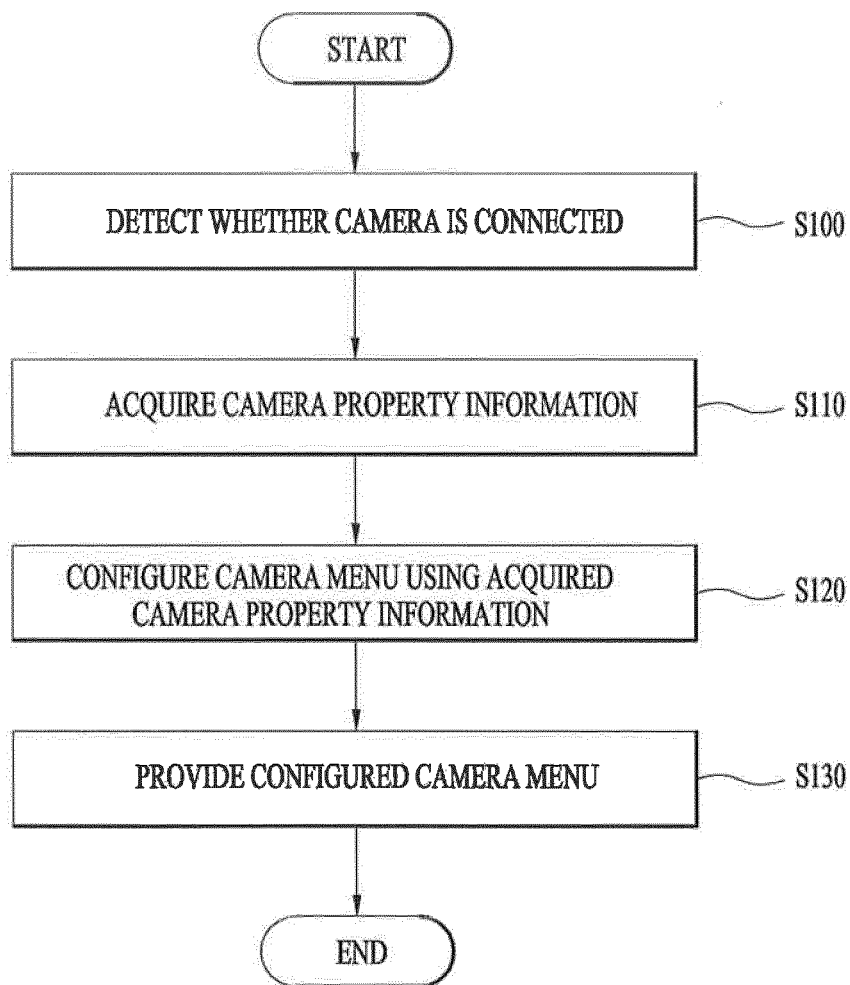 START
DETECT WHETHER CAMERA IS CONNECTED
S100
ACQUIRE CAMERA PROPERTY INFORMATION
S110
CONFIGURE CAMERA MENU USING ACQUIRED
CAMERA PROPERTY INFORMATION
S120
PROVIDE CONFIGURED CAMERA MENU
S130
END